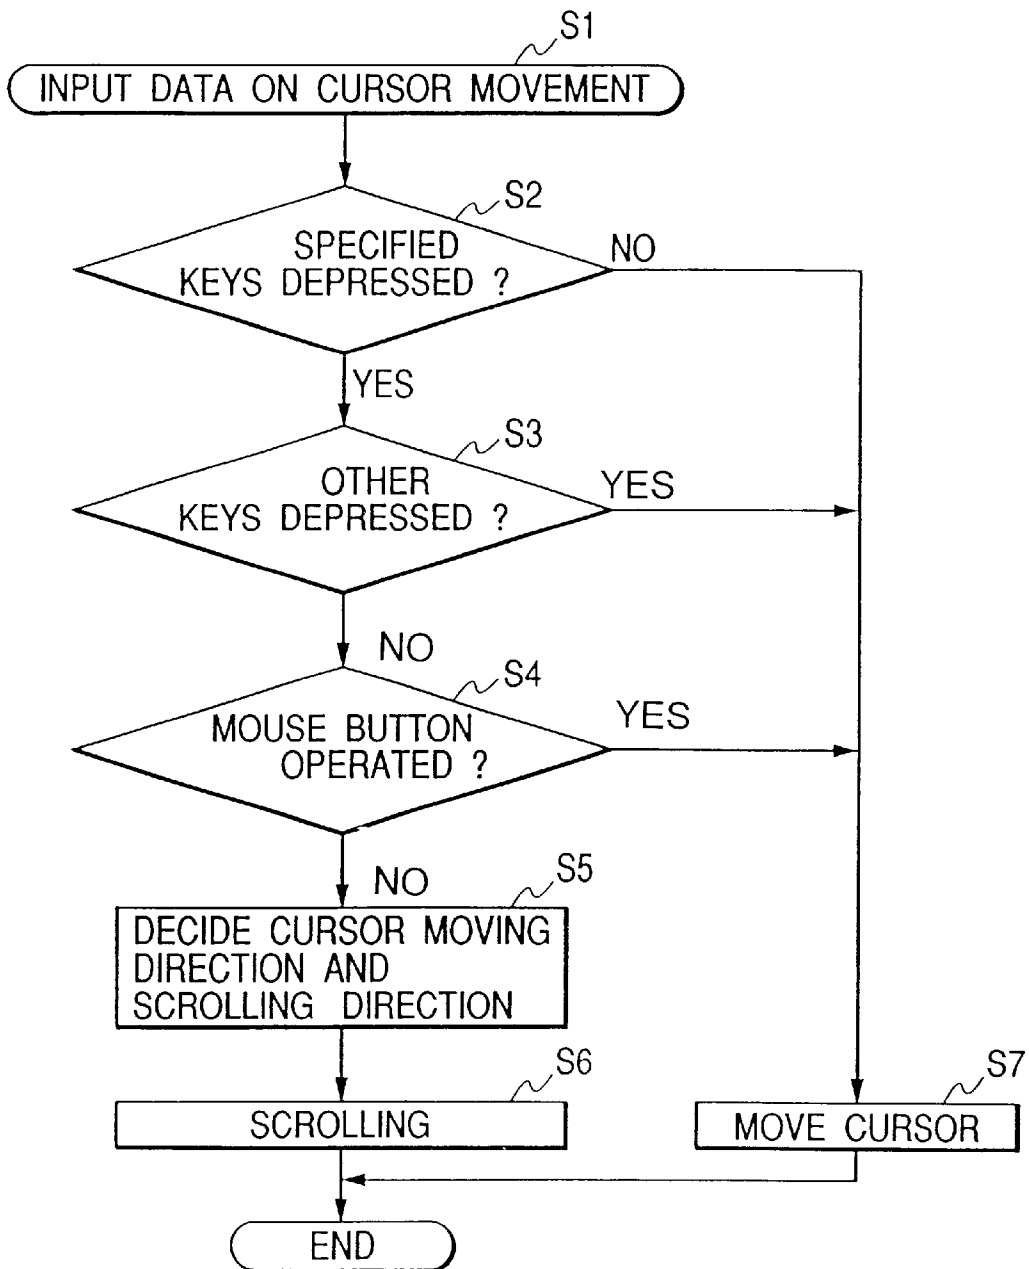 S1
INPUT DATA ON CURSOR MOVEMENT
S2
SPECIFIED
KEYS DEPRESSED ?
NO
YES
S3
OTHER
KEYS DEPRESSED ?
YES
NO
S4
MOUSE BUTTON
OPERATED ?
YES
NO
S5
DECIDE CURSOR MOVING
DIRECTION AND
SCROLLING DIRECTION
S6
SCROLLING
S7
MOVE CURSOR
END